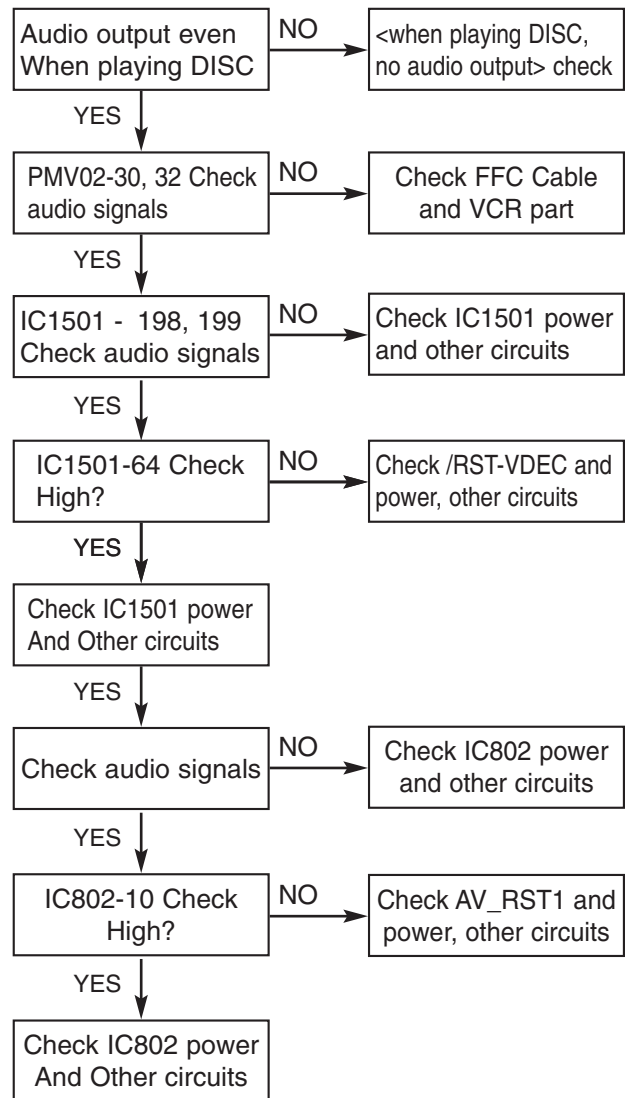 Audio output even
When playing DISC
NO
<when playing DISC,
no audio output> check
YES
PMV02-30, 32 Check
audio signals
NO
Check FFC Cable
and VCR part
YES
IC1501 - 198, 199
Check audio signals
NO
Check IC1501 power
and other circuits
YES
IC1501-64 Check
High?
NO
Check /RST-VDEC and
power, other circuits
YES
Check IC1501 power
And Other circuits
YES
Check audio signals
NO
Check IC802 power
and other circuits
YES
IC802-10 Check
High?
NO
Check AV_RST1 and
power, other circuits
YES
Check IC802 power
And Other circuits